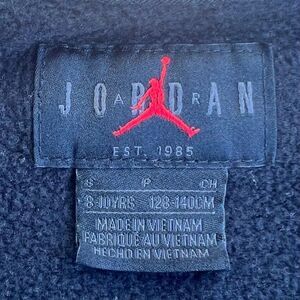 JORDAN
AIR
EST. 1985
S P CH
8-10YRS 128-140CM
MADE IN VIETNAM
FABRIQUÉ AU VIETNAM
HECHO EN VIETNAM